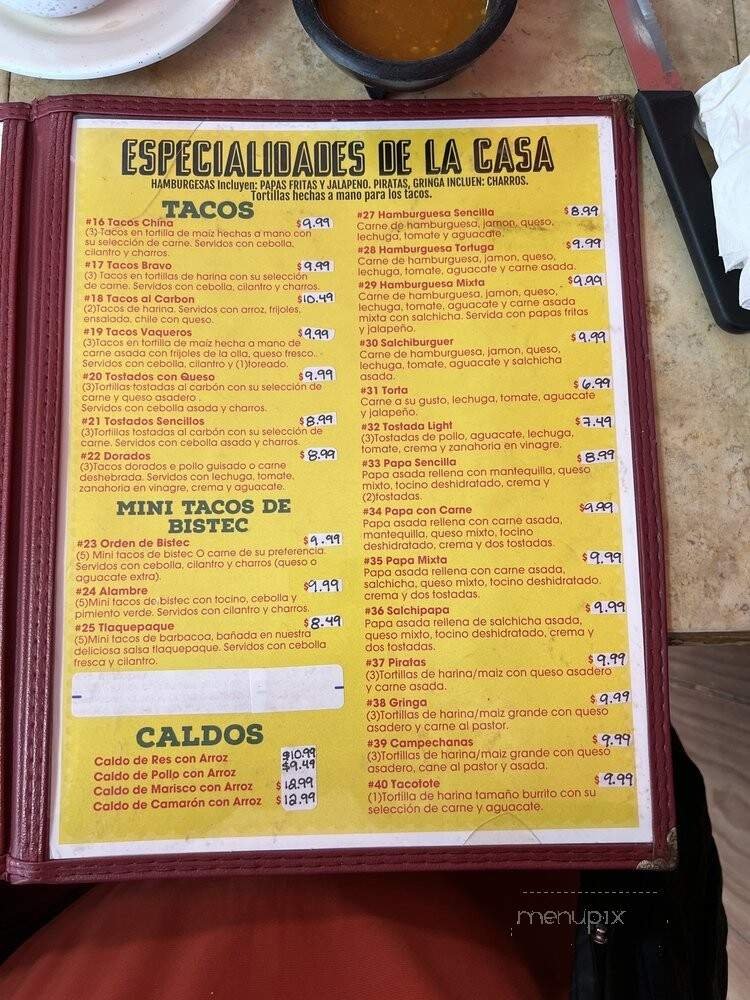 ESPECIALIDADES DE LA CASA
HAMBURGESAS Incluyen: PAPAS FRITAS Y JALAPENO. PIRATAS, GRINGA INCLUEN: CHARROS.
Tortillas hechas a mano para los tacos.
TACOS
#16 Tacos China $9.99
(3) Tacos en tortilla de maíz hechas a mano con
su selección de carne. Servidos con cebolla,
cilantro y charros.
#17 Tacos Bravo $9.99
(3) Tacos en tortillas de harina con su selección
de carne. Servidos con cebolla, cilantro y charros.
#18 Tacos al Carbon $10.49
(2)Tacos de harina. Servidos con arroz, frijoles,
ensalada, chile con queso.
#19 Tacos Vaqueros $9.99
(3)Tacos en tortilla de maíz hecha a mano de
carne asada con frijoles de la olla, queso fresco.
Servidos con cebolla, cilantro y (1)toreado.
#20 Tostados con Queso $9.99
(3)Tortillas tostadas al carbón con su selección de
carne y queso asadero.
Servidos con cebolla asada y charros.
#21 Tostados Sencillos $8.99
(3)Tortillas tostadas al carbón con su selección de
carne. Servidos con cebolla asada y charros.
#22 Dorados $8.99
(3)Tacos dorados e pollo guisado o carne
deshebrada. Servidos con lechuga, tomate,
zanahoria en vinagre, crema y aguacate.
MINI TACOS DE
BISTEC
#23 Orden de Bistec $9.99
(5) Mini tacos de bistec O carne de su preferencia.
Servidos con cebolla, cilantro y charros (queso o
aguacate extra).
#24 Alambre $9.99
(5)Mini tacos de bistec con tocino, cebolla y
pimiento verde. Servidos con cilantro y charros.
#25 Tlaquepaque $8.49
(5)Mini tacos de barbacoa, bañada en nuestra
deliciosa salsa tlaquepaque. Servidos con cebolla
fresca y cilantro.
CALDOS
Caldo de Res con Arroz $10.99
Caldo de Pollo con Arroz $9.49
Caldo de Marisco con Arroz $12.99
Caldo de Camarón con Arroz $12.99
#27 Hamburguesa Sencilla $8.99
Carne de hamburguesa, jamon, queso,
lechuga, tomate y aguacate.
#28 Hamburguesa Tortuga $9.99
Carne de hamburguesa, jamon, queso,
lechuga, tomate, aguacate y carne asada.
#29 Hamburguesa Mixta $9.99
Carne de hamburguesa, jamon, queso,
lechuga, tomate, aguacate y carne asada
mixta con salchicha. Servida con papas fritas
y jalapeño.
#30 Salchiburguer $9.99
Carne de hamburguesa, jamon, queso,
lechuga, tomate, aguacate y salchicha
asada.
#31 Torta $6.99
Carne a su gusto, lechuga, tomate, aguacate
y jalapeño.
#32 Tostada Light $7.49
(3)Tostadas de pollo, aguacate, lechuga,
tomate, crema y zanahoria en vinagre.
#33 Papa Sencilla $8.99
Papa asada rellena con mantequilla, queso
mixto, tocino deshidratado, crema y
(2)tostadas.
#34 Papa con Carne $9.99
Papa asada rellena con carne asada,
mantequilla, queso mixto, tocino
deshidratado, crema y dos tostadas.
#35 Papa Mixta $9.99
Papa asada rellena con carne asada,
salchicha, queso mixto, tocino deshidratado.
crema y dos tostadas.
#36 Salchipapa $9.99
Papa asada rellena de salchicha asada,
queso mixto, tocino deshidratado, crema y
dos tostadas.
#37 Piratas $9.99
(3)Tortillas de harina/maiz con queso asadero
y carne asada.
#38 Gringa $9.99
(3)Tortillas de harina/maiz grande con queso
asadero y carne al pastor.
#39 Campechanas $9.99
(3)Tortillas de harina/maiz grande con queso
asadero, cane al pastor y asada.
#40 Tacotote $9.99
(1)Tortilla de harina tamaño burrito con su
selección de carne y aguacate.
menupix